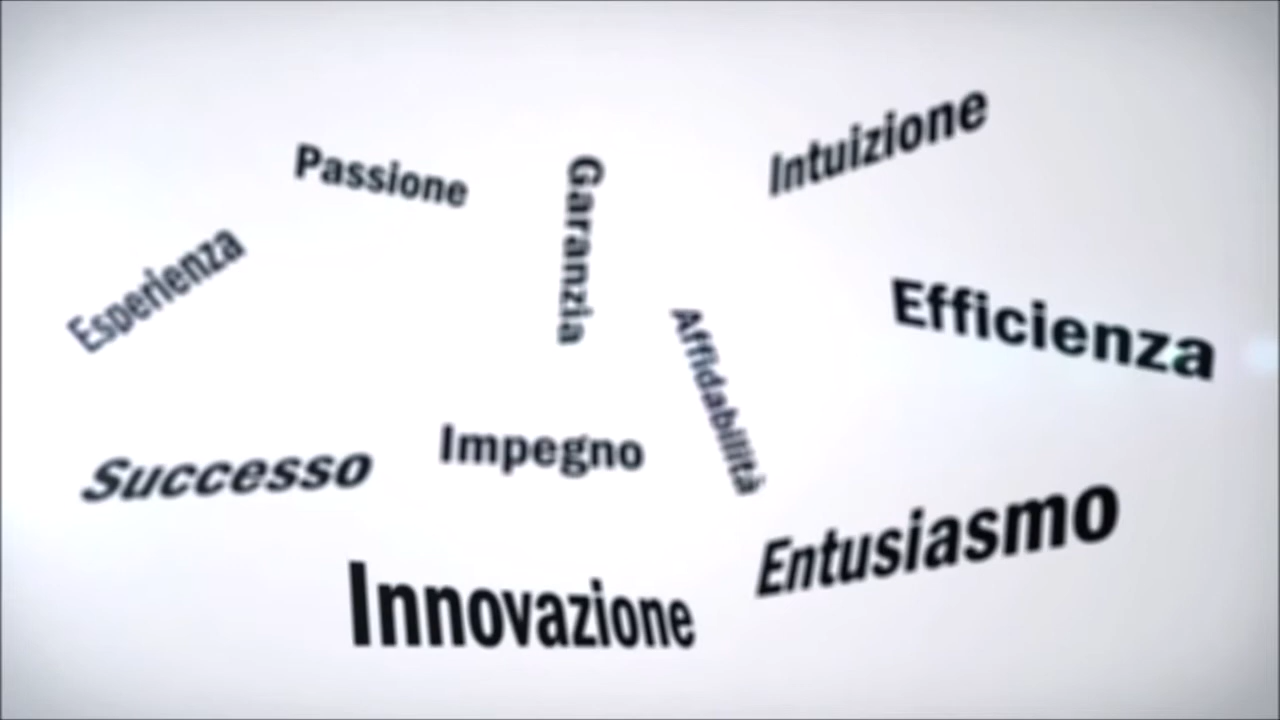 Passione
Garanzia
Intuizione
Esperienza
Efficienza
Affidabilità
Successo
Impegno
Entusiasmo
Innovazione